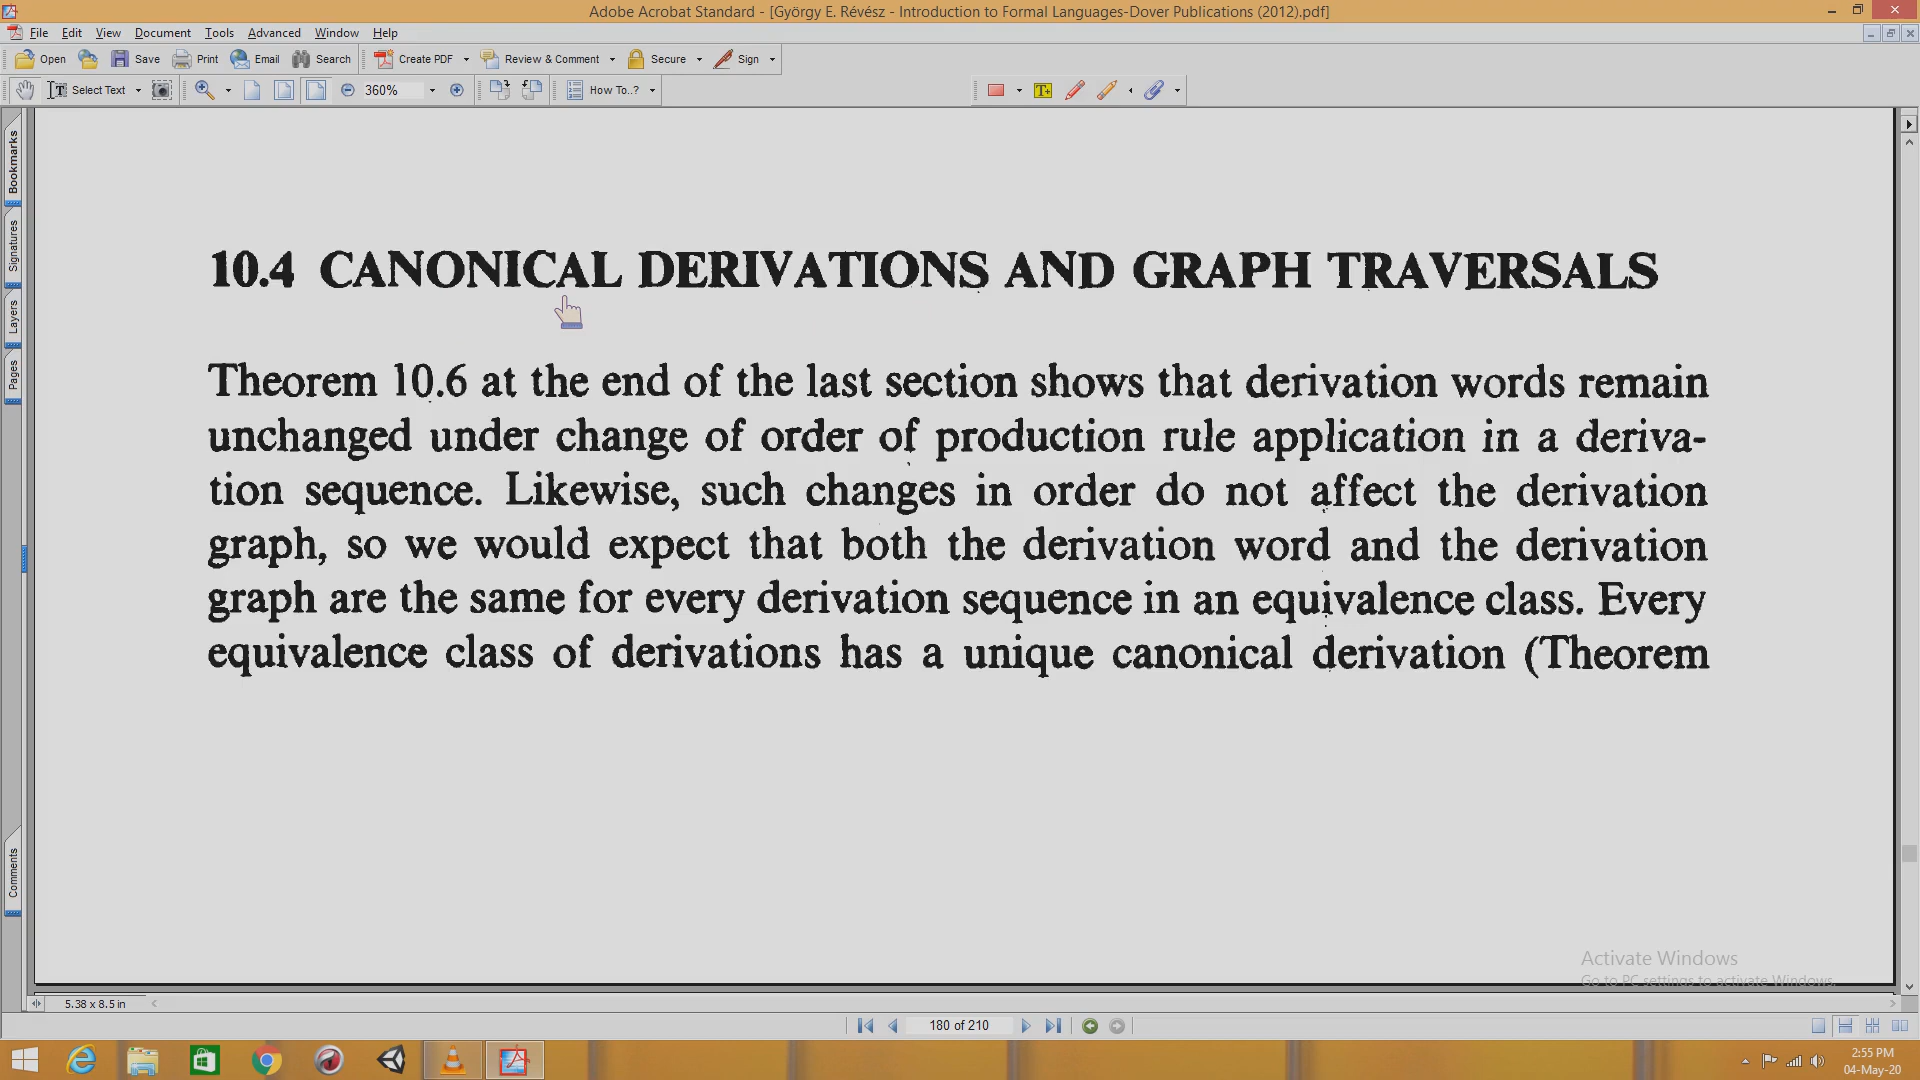 Adobe Acrobat Standard - [György E. Révész - Introduction to Formal Languages-Dover Publications (2012).pdf]
File Edit View Document Tools Advanced Window Help
Open Save Print Email Search Create PDF Review & Comment Secure Sign
Select Text 360% How To..?
Bookmarks
Signatures
Layers
Pages
Comments
10.4 CANONICAL DERIVATIONS AND GRAPH TRAVERSALS
Theorem 10.6 at the end of the last section shows that derivation words remain
unchanged under change of order of production rule application in a deriva-
tion sequence. Likewise, such changes in order do not affect the derivation
graph, so we would expect that both the derivation word and the derivation
graph are the same for every derivation sequence in an equivalence class. Every
equivalence class of derivations has a unique canonical derivation (Theorem
Activate Windows
Go to PC settings to activate Windows.
5.38 x 8.5 in
180 of 210
2:55 PM
04-May-20